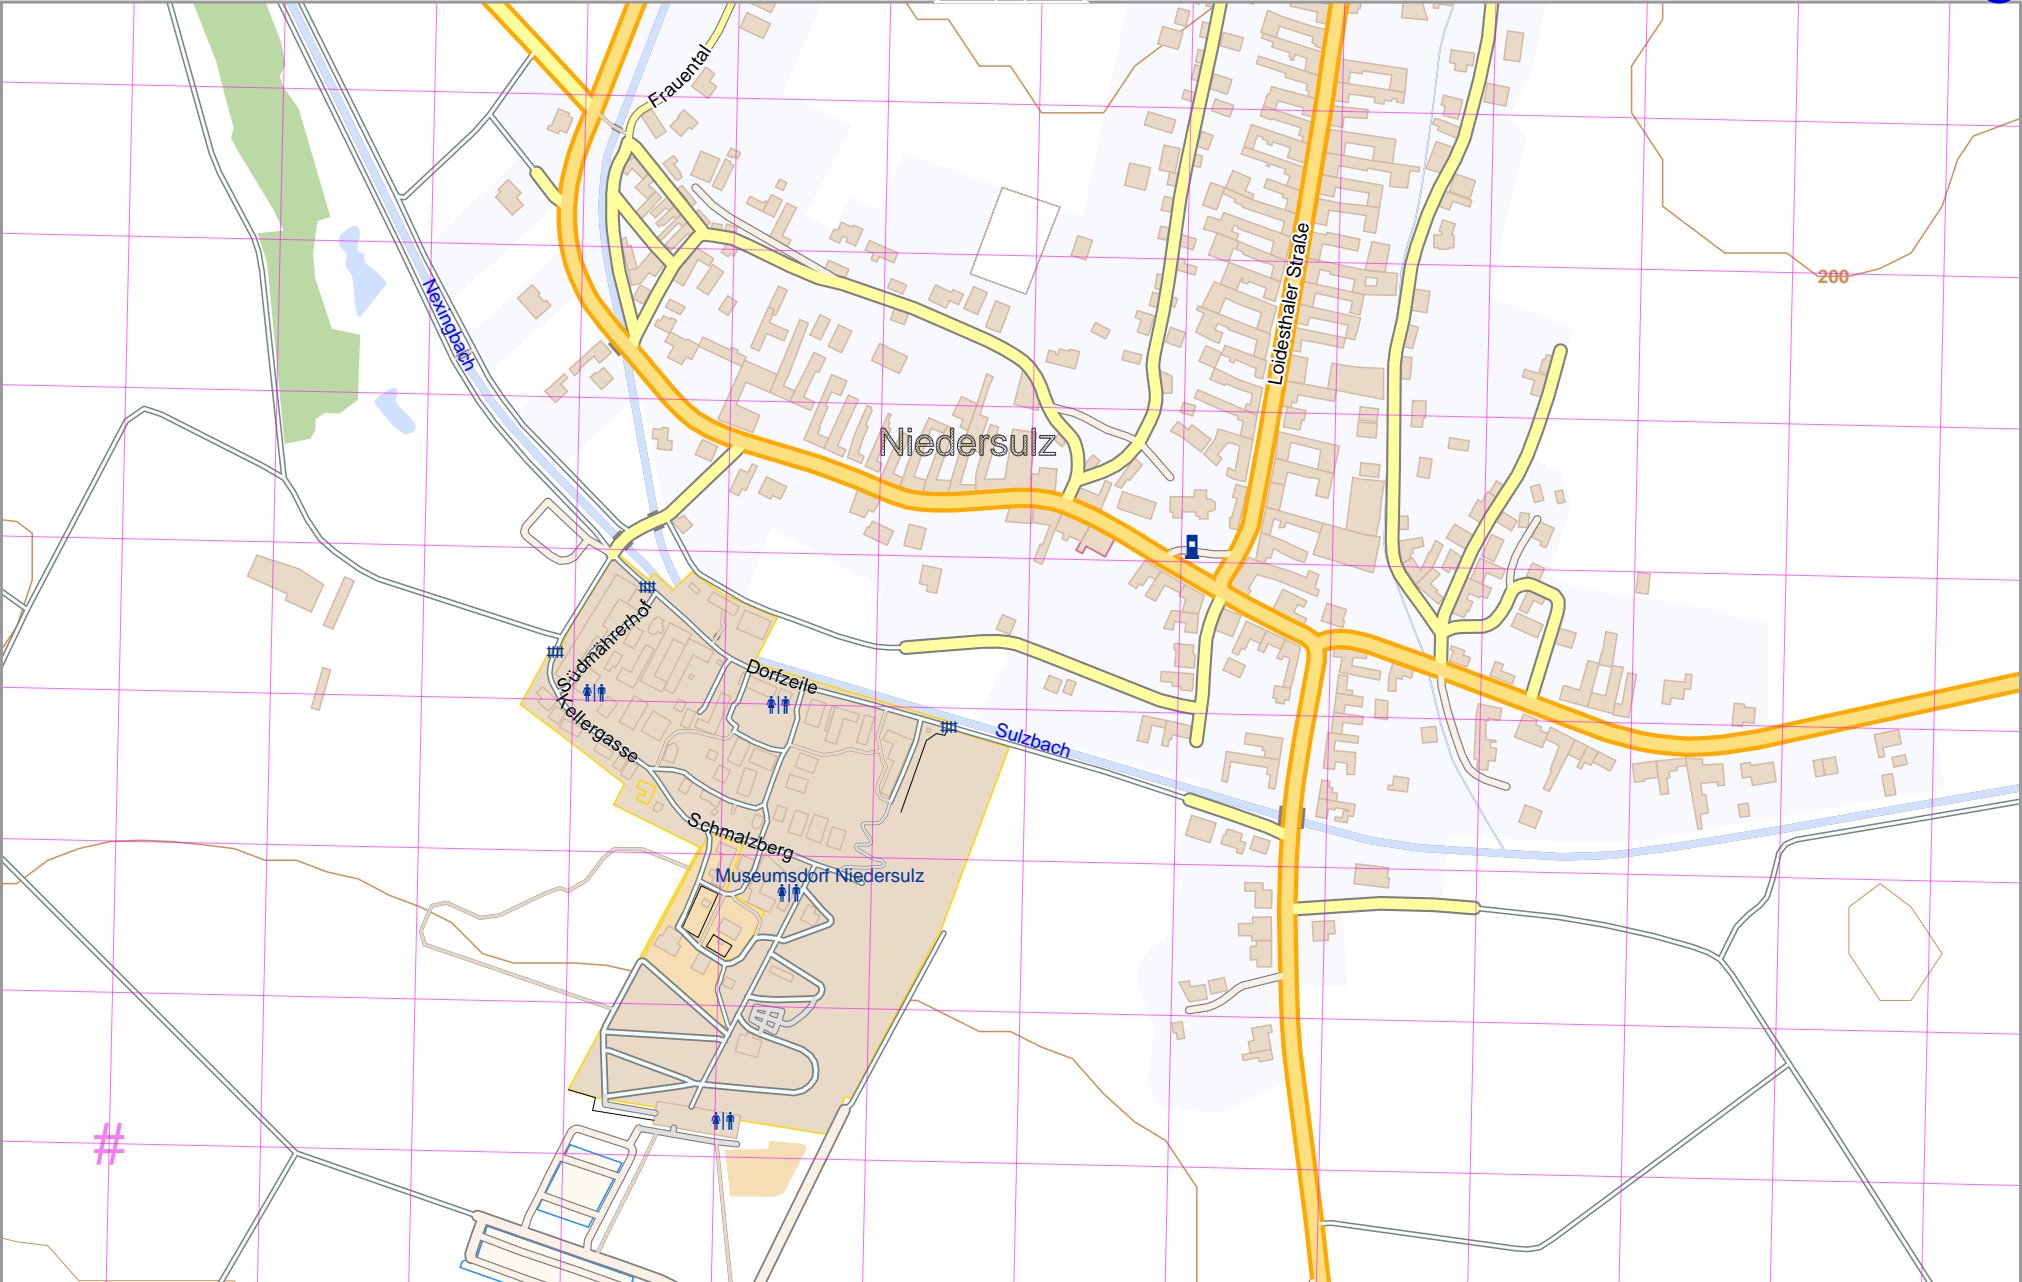 Frauental
Nexingbach
Loidesthaler Straße
200
Niedersulz
Südmährerhof
Dorfzeile
Kellergasse
Sulzbach
Schmalzberg
Museumsdorf Niedersulz
#